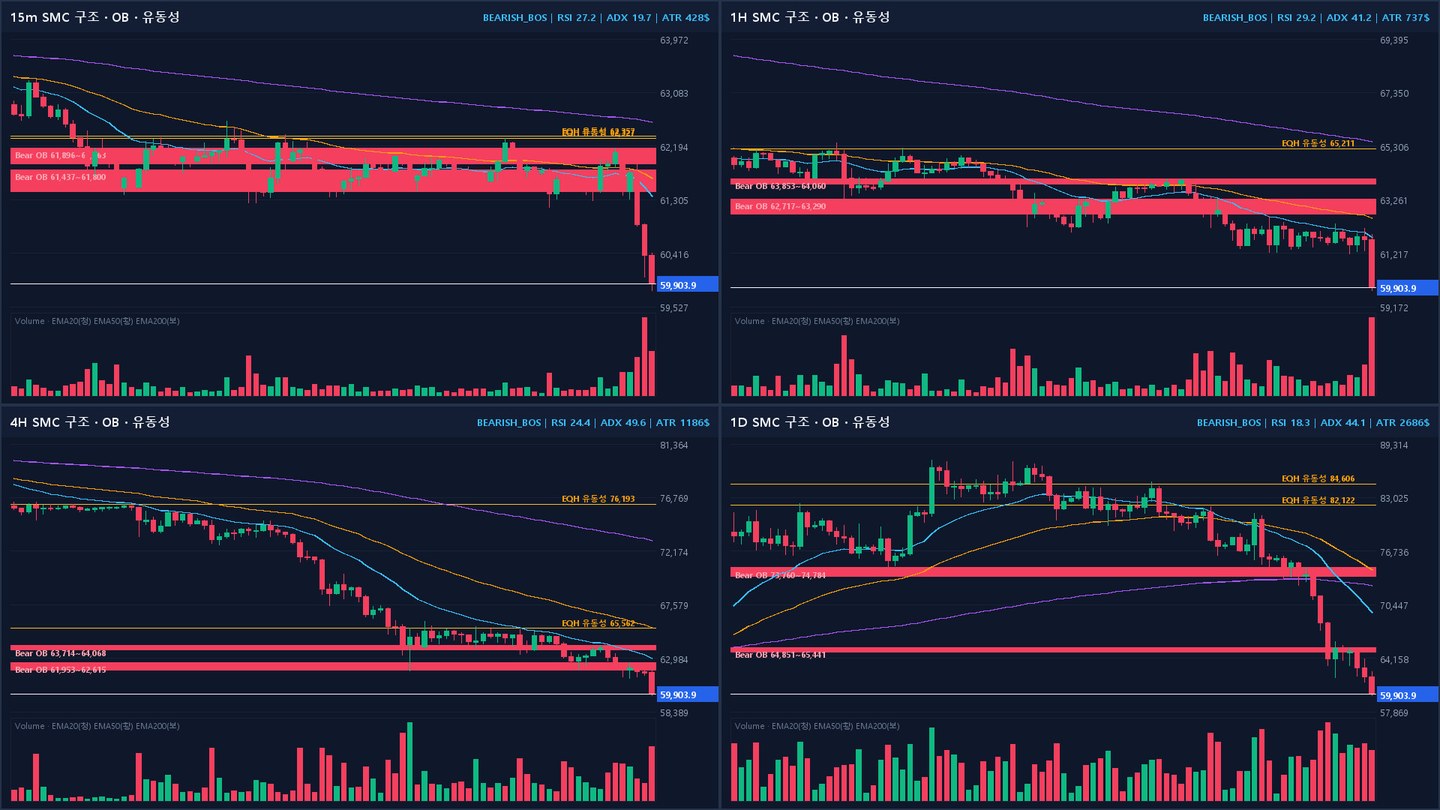 15m SMC 구조 · OB · 유동성
BEARISH_BOS | RSI 27.2 | ADX 19.7 | ATR 428$
63,972
63,083
62,194
61,305
60,416
59,527
EQH 유동성
Bear OB 61,896~
Bear OB 61,437~61,800
59,903.9
Volume · EMA20(청) EMA50(황) EMA200(보)
1H SMC 구조 · OB · 유동성
BEARISH_BOS | RSI 29.2 | ADX 41.2 | ATR 737$
69,395
67,350
65,306
63,261
61,217
59,172
EQH 유동성 65,211
Bear OB 63,853~64,060
Bear OB 62,717~63,290
59,903.9
Volume · EMA20(청) EMA50(황) EMA200(보)
4H SMC 구조 · OB · 유동성
BEARISH_BOS | RSI 24.4 | ADX 49.6 | ATR 1186$
81,364
76,769
72,174
67,579
62,984
58,389
EQH 유동성 76,193
EQH 유동성 65,562
Bear OB 63,714~64,068
Bear OB 61,953~62,615
59,903.9
Volume · EMA20(청) EMA50(황) EMA200(보)
1D SMC 구조 · OB · 유동성
BEARISH_BOS | RSI 18.3 | ADX 44.1 | ATR 2686$
89,314
83,025
76,736
70,447
64,158
57,869
EQH 유동성 84,606
EQH 유동성 82,122
Bear OB 73,760~74,784
Bear OB 64,851~65,441
59,903.9
Volume · EMA20(청) EMA50(황) EMA200(보)